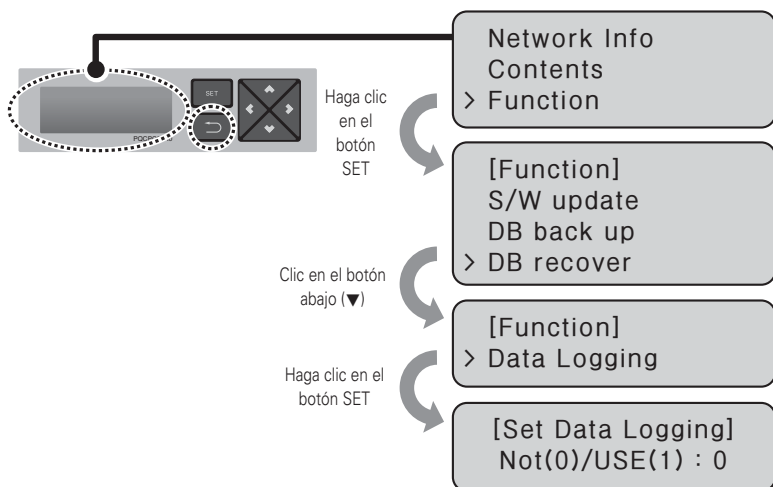 Network Info
Contents
> Function
SET
Haga clic
en el
botón
SET
[Function]
S/W update
DB back up
> DB recover
Clic en el botón
abajo (▼)
[Function]
> Data Logging
Haga clic en el
botón SET
[Set Data Logging]
Not(0)/USE(1) : 0